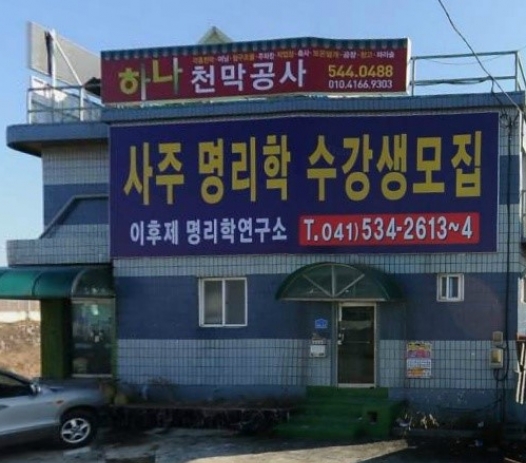 하나 천막공사
544.0488
010.4166.9303
사주 명리학 수강생모집
이후제 명리학연구소 T.041)534-2613~4